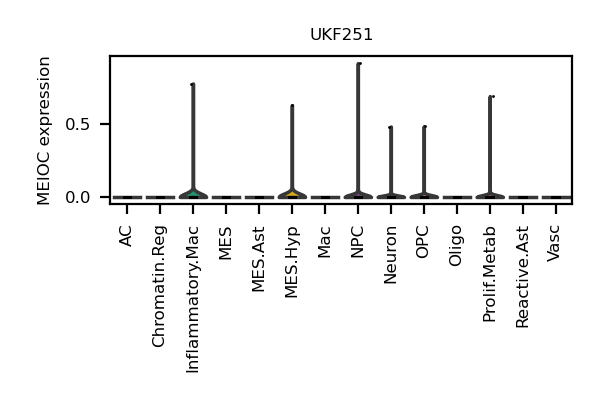 UKF251
MEIOC expression
0.5
0.0
AC
Chromatin.Reg
Inflammatory.Mac
MES
MES.Ast
MES.Hyp
Mac
NPC
Neuron
OPC
Oligo
Prolif.Metab
Reactive.Ast
Vasc